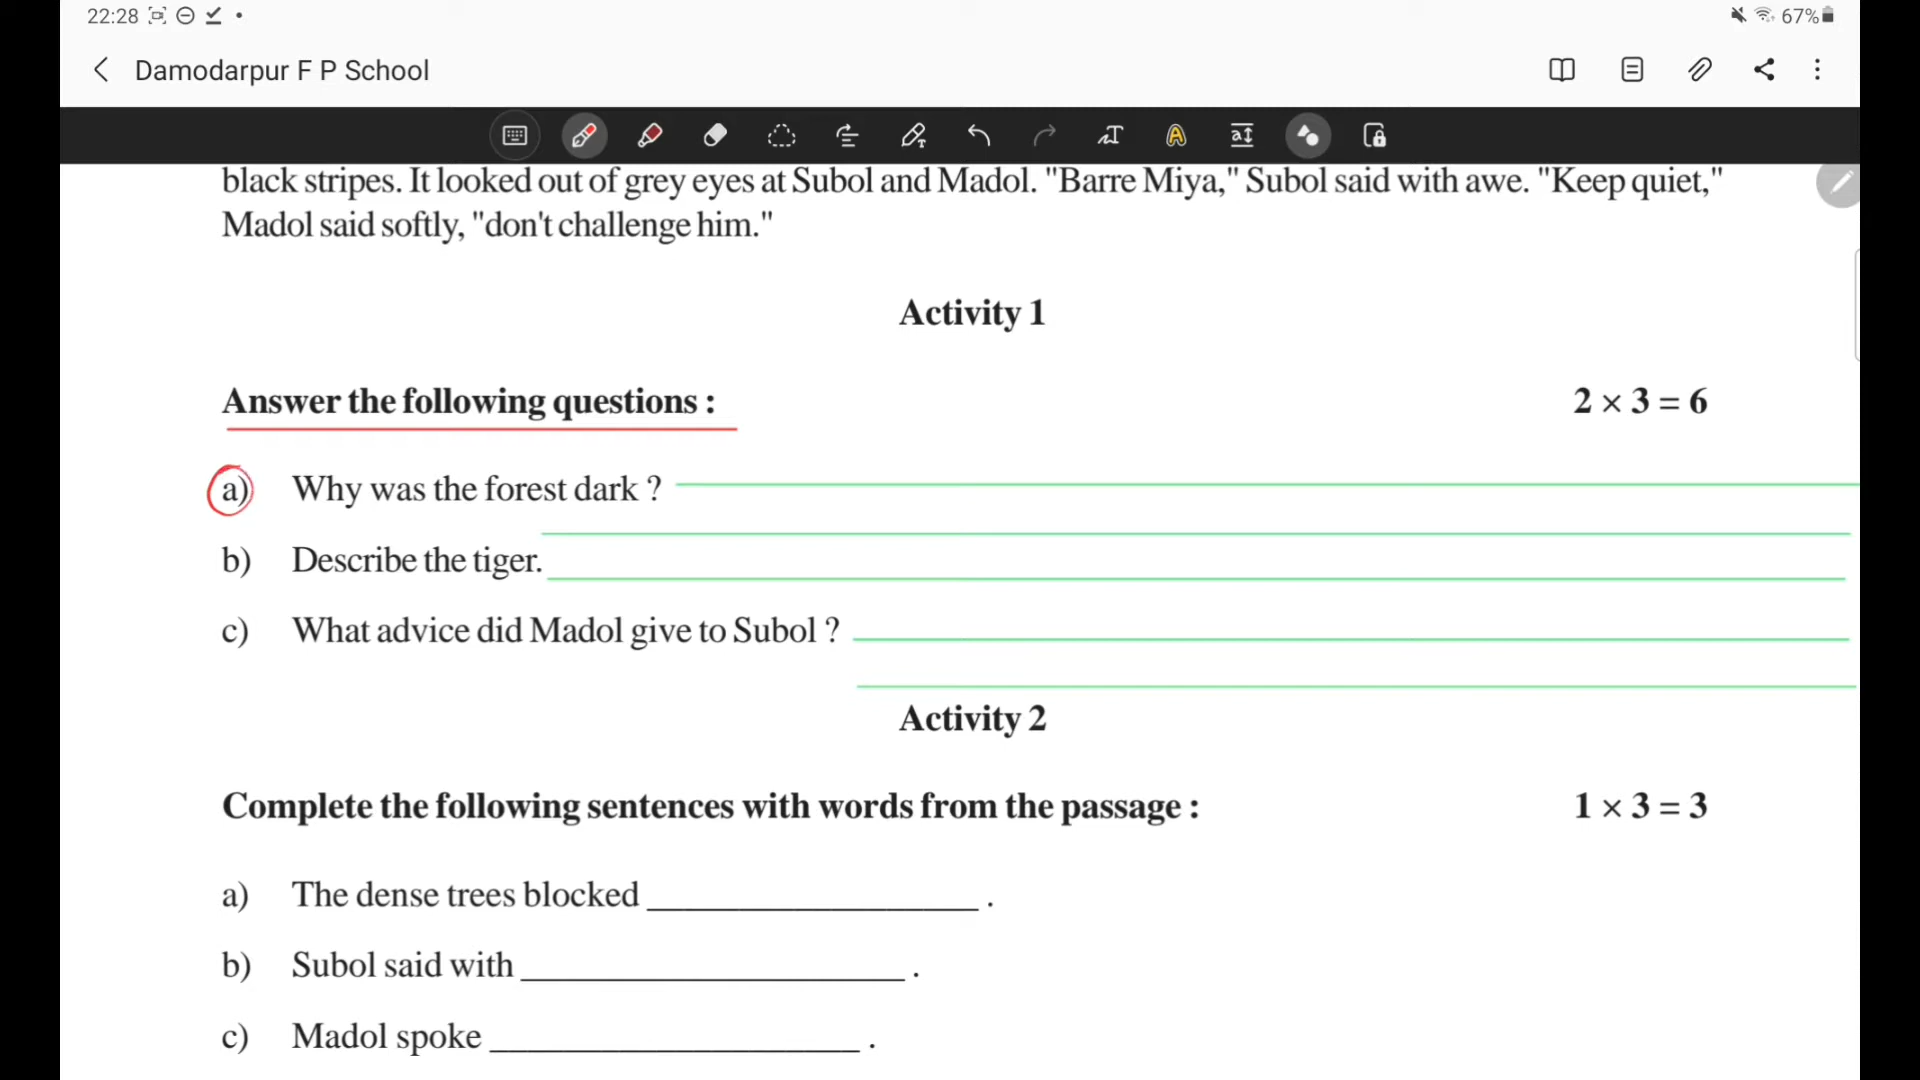 22:28
67%
Damodarpur F P School
black stripes. It looked out of grey eyes at Subol and Madol. "Barre Miya," Subol said with awe. "Keep quiet,"
Madol said softly, "don't challenge him."
Activity 1
Answer the following questions : 2 × 3 = 6
a) Why was the forest dark ?
b) Describe the tiger.
c) What advice did Madol give to Subol ?
Activity 2
Complete the following sentences with words from the passage : 1 × 3 = 3
a) The dense trees blocked ____________________ .
b) Subol said with ____________________ .
c) Madol spoke ____________________ .